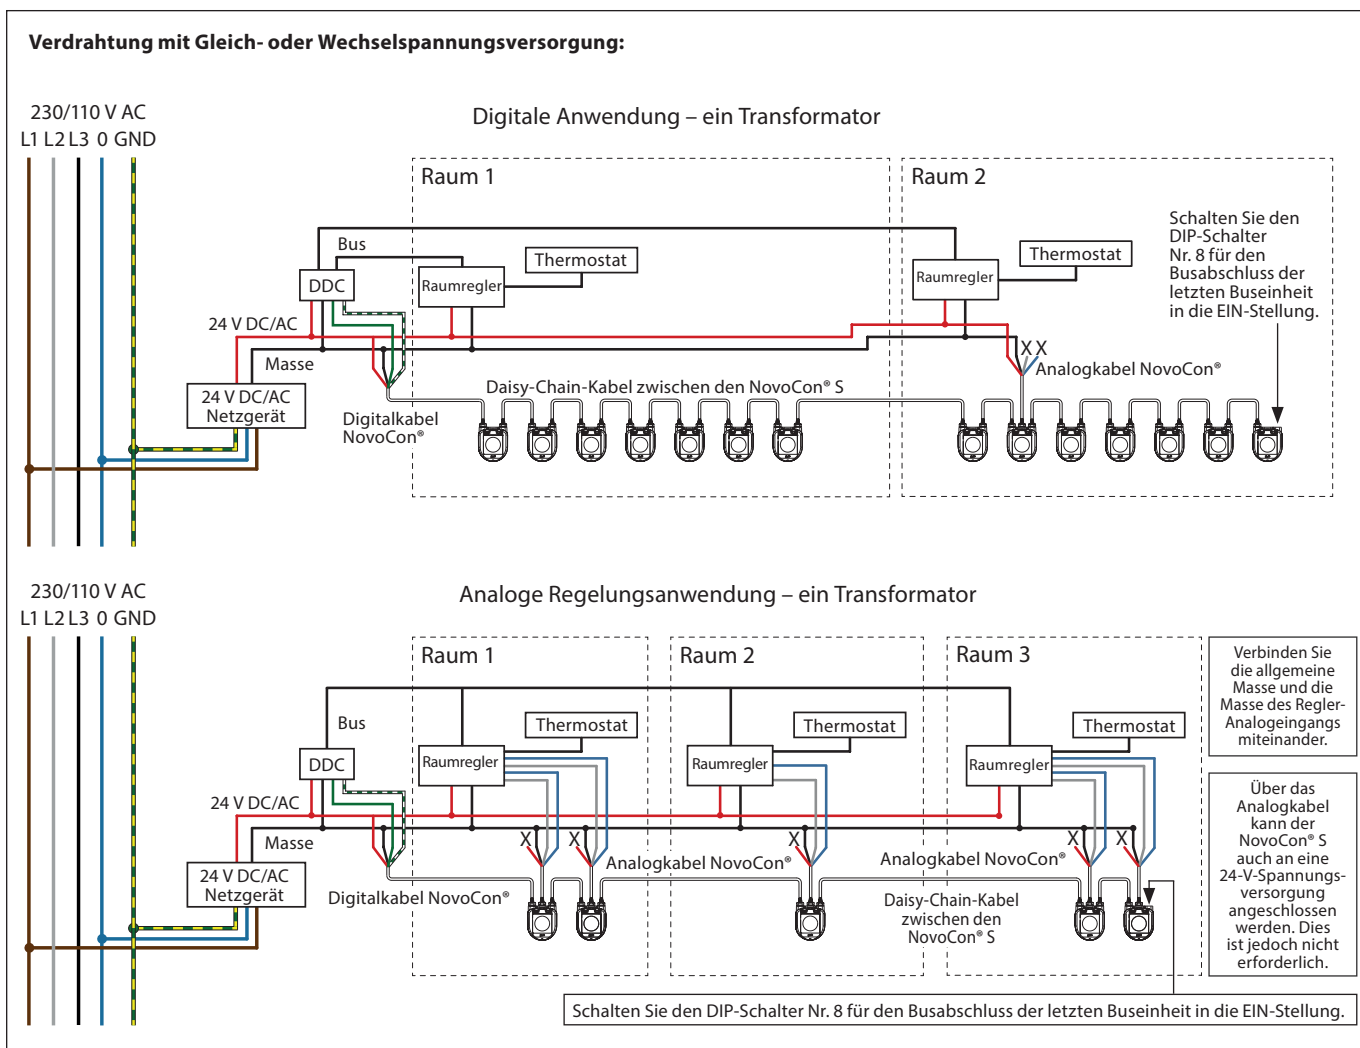 Verdrahtung mit Gleich- oder Wechselspannungsversorgung:
230/110 V AC
L1 L2 L3 0 GND
Digitale Anwendung – ein Transformator
Raum 1
Raum 2
Bus
DDC
Raumregler
Thermostat
Raumregler
Thermostat
Schalten Sie den
DIP-Schalter
Nr. 8 für den
Busabschluss der
letzten Buseinheit
in die EIN-Stellung.
24 V DC/AC
Masse
24 V DC/AC
Netzgerät
Digitalkabel
NovoCon®
Daisy-Chain-Kabel zwischen den NovoCon® S
X X
Analogkabel NovoCon®
230/110 V AC
L1 L2 L3 0 GND
Analoge Regelungsanwendung – ein Transformator
Raum 1
Raum 2
Raum 3
Bus
DDC
Raumregler
Thermostat
Raumregler
Thermostat
Raumregler
Thermostat
Verbinden Sie
die allgemeine
Masse und die
Masse des Regler-
Analogeingangs
miteinander.
24 V DC/AC
Masse
24 V DC/AC
Netzgerät
Digitalkabel NovoCon®
X
X
Analogkabel NovoCon®
X
Analogkabel NovoCon®
X
X
Daisy-Chain-Kabel
zwischen den
NovoCon® S
Über das
Analogkabel
kann der
NovoCon® S
auch an eine
24-V-Spannungs-
versorgung
angeschlossen
werden. Dies
ist jedoch nicht
erforderlich.
Schalten Sie den DIP-Schalter Nr. 8 für den Busabschluss der letzten Buseinheit in die EIN-Stellung.